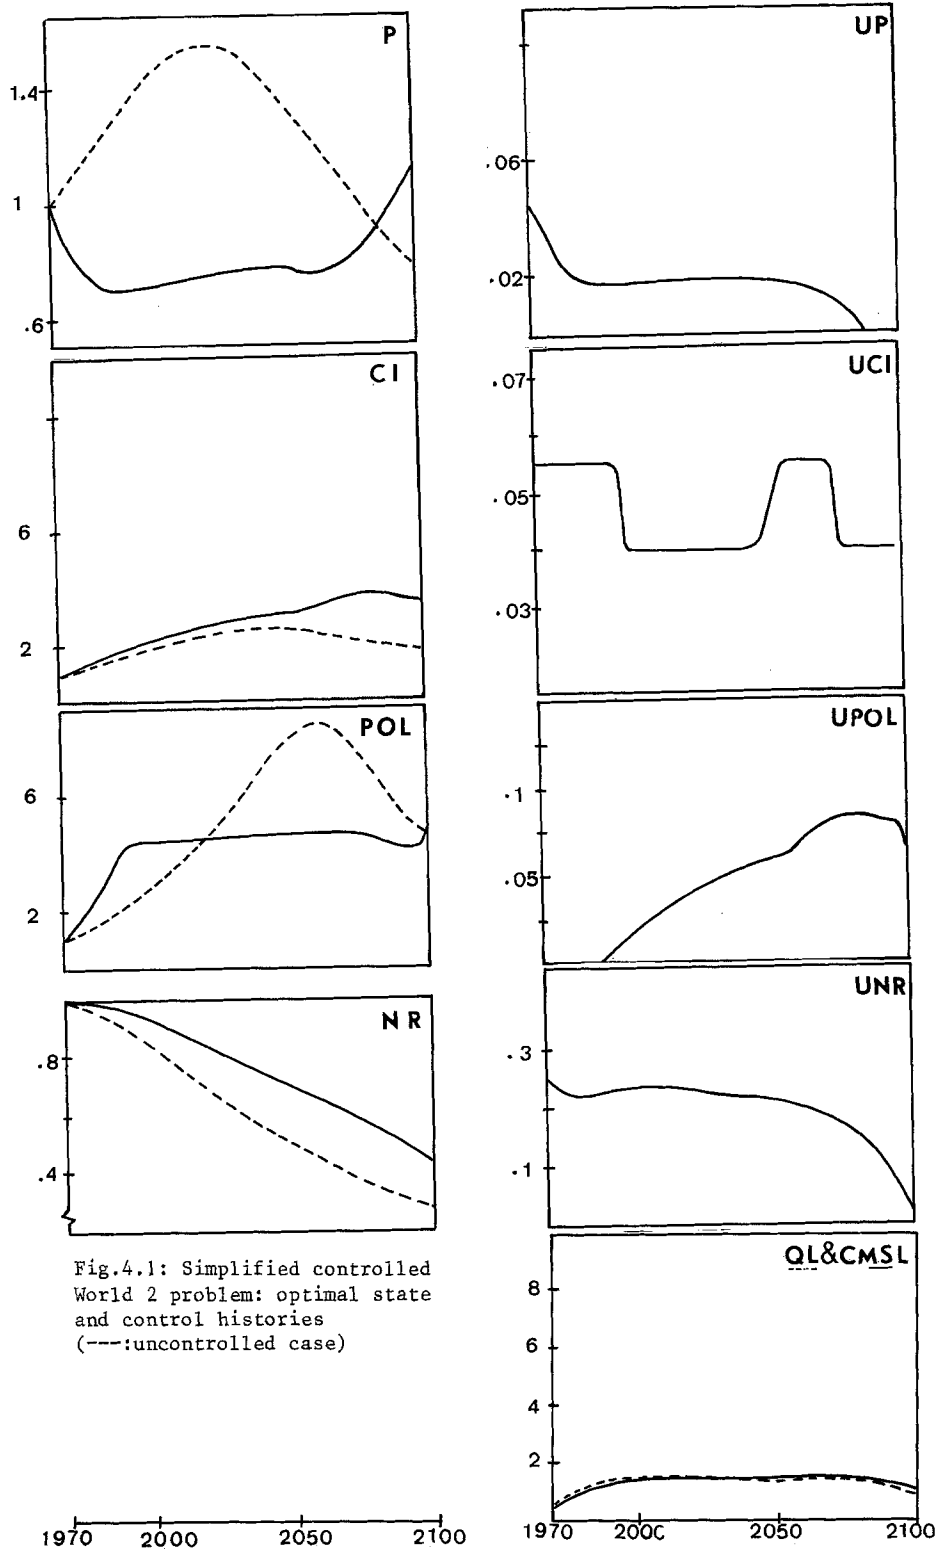 P
1.4
1
.6
CI
6
2
POL
6
2
NR
.8
.4
Fig.4.1: Simplified controlled
World 2 problem: optimal state
and control histories
(---:uncontrolled case)
1970 2000 2050 2100
UP
.06
.02
UCI
.07
.05
.03
UPOL
.1
.05
UNR
.3
.1
QL&CMSL
8
6
4
2
1970 2000 2050 2100